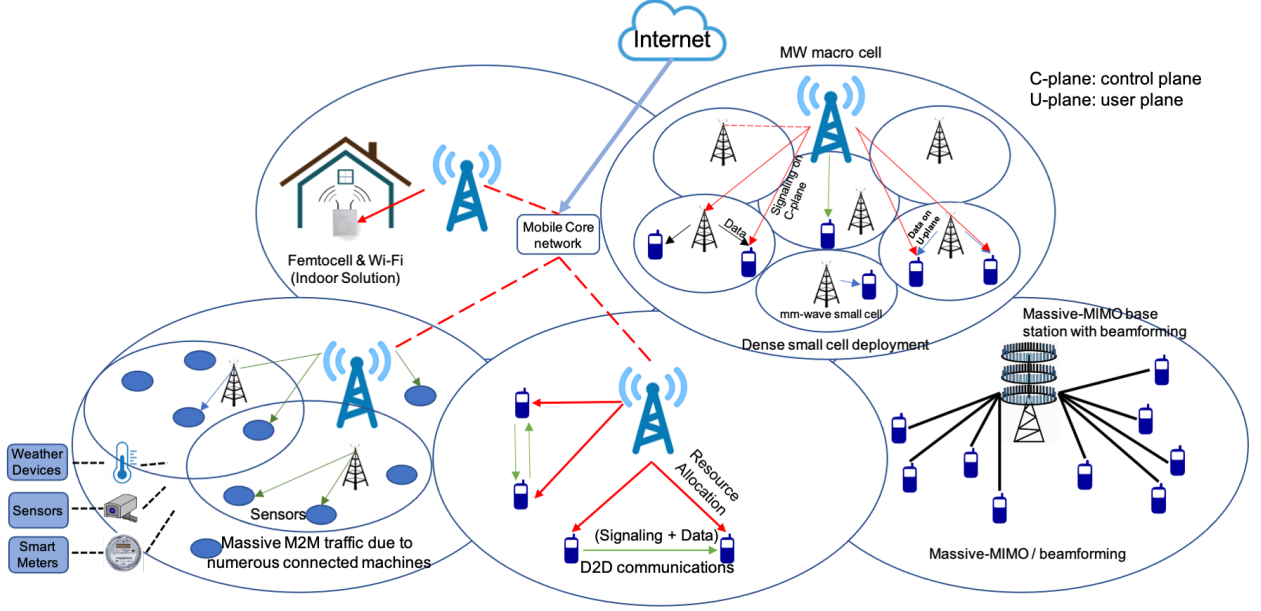 Internet
MW macro cell
C-plane: control plane
U-plane: user plane
Signaling on
C-plane
Data
Data on
U-plane
mm-wave small cell
Dense small cell deployment
Mobile Core
network
Femtocell & Wi-Fi
(Indoor Solution)
Massive-MIMO base
station with beamforming
Massive-MIMO / beamforming
Weather
Devices
Sensors
Smart
Meters
Sensors
Massive M2M traffic due to
numerous connected machines
Resource
Allocation
(Signaling + Data)
D2D communications